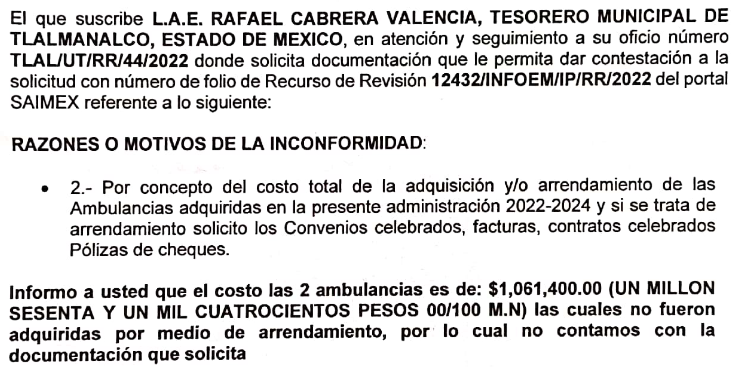 El que suscribe L.A.E. RAFAEL CABRERA VALENCIA, TESORERO MUNICIPAL DE
TLALMANALCO, ESTADO DE MEXICO, en atención y seguimiento a su oficio número
TLAL/UT/RR/44/2022 donde solicita documentación que le permita dar contestación a la
solicitud con número de folio de Recurso de Revisión 12432/INFOEM/IP/RR/2022 del portal
SAIMEX referente a lo siguiente:
RAZONES O MOTIVOS DE LA INCONFORMIDAD:
• 2.- Por concepto del costo total de la adquisición y/o arrendamiento de las
Ambulancias adquiridas en la presente administración 2022-2024 y si se trata de
arrendamiento solicito los Convenios celebrados, facturas, contratos celebrados
Pólizas de cheques.
Informo a usted que el costo las 2 ambulancias es de: $1,061,400.00 (UN MILLON
SESENTA Y UN MIL CUATROCIENTOS PESOS 00/100 M.N) las cuales no fueron
adquiridas por medio de arrendamiento, por lo cual no contamos con la
documentación que solicita